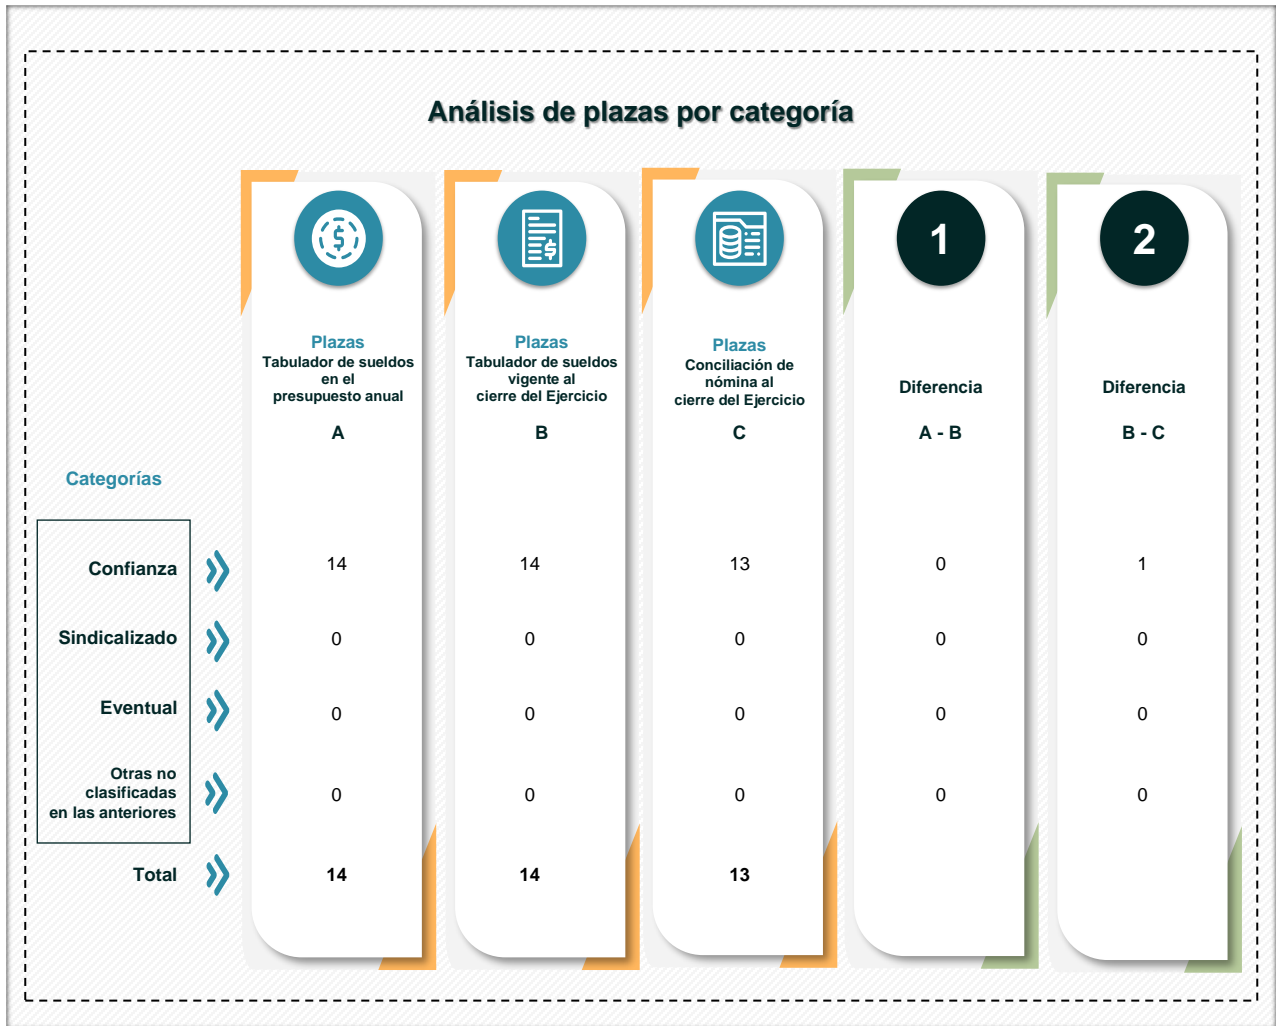 Análisis de plazas por categoría
$
$
1
2
Plazas
Tabulador de sueldos
en el
presupuesto anual
A
Plazas
Tabulador de sueldos
vigente al
cierre del Ejercicio
B
Plazas
Conciliación de
nómina al
cierre del Ejercicio
C
Diferencia
A - B
Diferencia
B - C
Categorías
Confianza 14 14 13 0 1
Sindicalizado 0 0 0 0 0
Eventual 0 0 0 0 0
Otras no
clasificadas
en las anteriores
0 0 0 0 0
Total 14 14 13